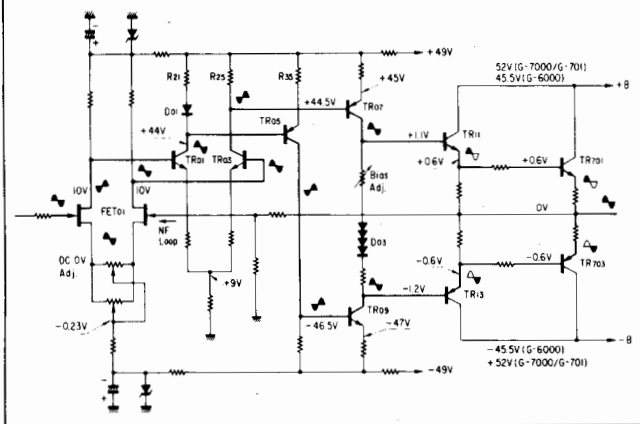 +49V
52V(G-7000/G-701)
45.5V(G-6000)
+B
R21
R25
R35
+45V
D01
+44.5V
TR07
TR05
+44V
+1.1V
TR11
TR01
TR03
+0.6V
+0.6V
TR701
10V
10V
Bias
Adj.
FET01
0V
NF
Loop
DC 0V
Adj.
D03
+9V
-0.6V
-0.6V
TR703
-1.2V
TR13
-0.23V
TR09
-46.5V
-47V
-B
-45.5V(G-6000)
+52V(G-7000/G-701)
-49V